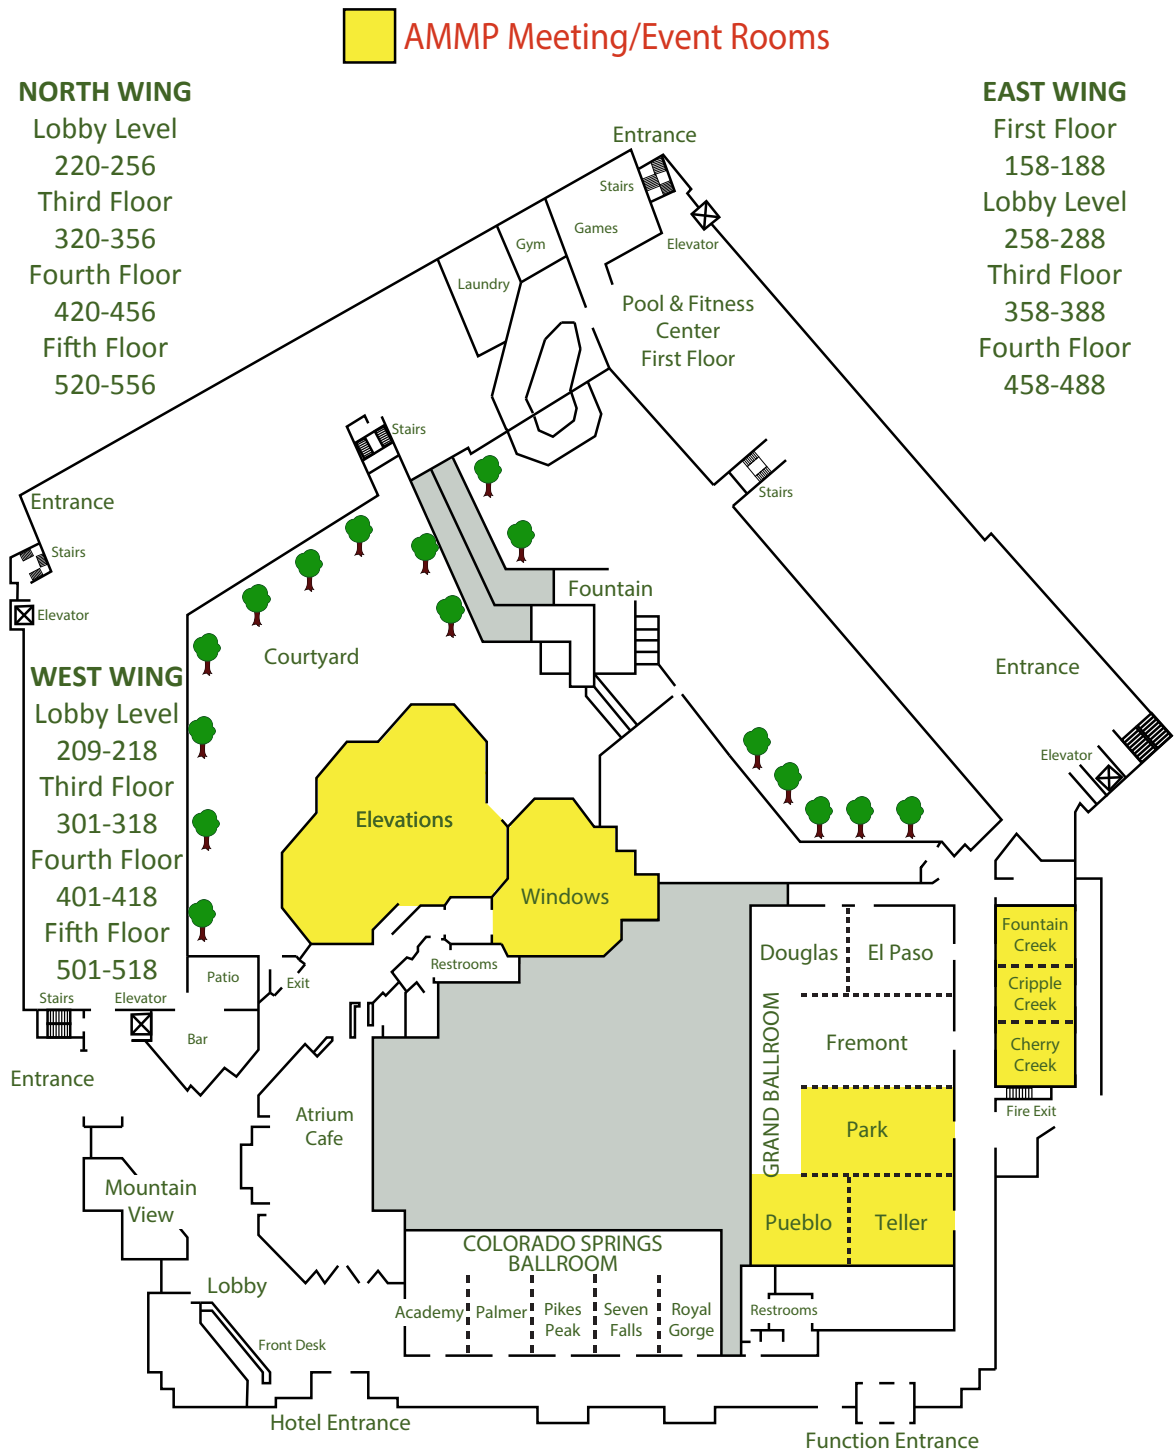 AMMP Meeting/Event Rooms
NORTH WING
Lobby Level
220-256
Third Floor
320-356
Fourth Floor
420-456
Fifth Floor
520-556
EAST WING
First Floor
158-188
Lobby Level
258-288
Third Floor
358-388
Fourth Floor
458-488
Entrance
Stairs
Gym
Games
Elevator
Laundry
Pool & Fitness
Center
First Floor
Stairs
Stairs
Entrance
Stairs
Elevator
Fountain
Courtyard
WEST WING
Lobby Level
209-218
Third Floor
301-318
Fourth Floor
401-418
Fifth Floor
501-518
Entrance
Elevator
Elevations
Windows
Restrooms
Patio
Exit
Stairs
Elevator
Bar
Entrance
Douglas
El Paso
Fremont
GRAND BALLROOM
Park
Pueblo
Teller
Fountain
Creek
Cripple
Creek
Cherry
Creek
Fire Exit
Atrium
Cafe
Mountain
View
Lobby
Front Desk
COLORADO SPRINGS
BALLROOM
Academy
Palmer
Pikes
Peak
Seven
Falls
Royal
Gorge
Restrooms
Hotel Entrance
Function Entrance